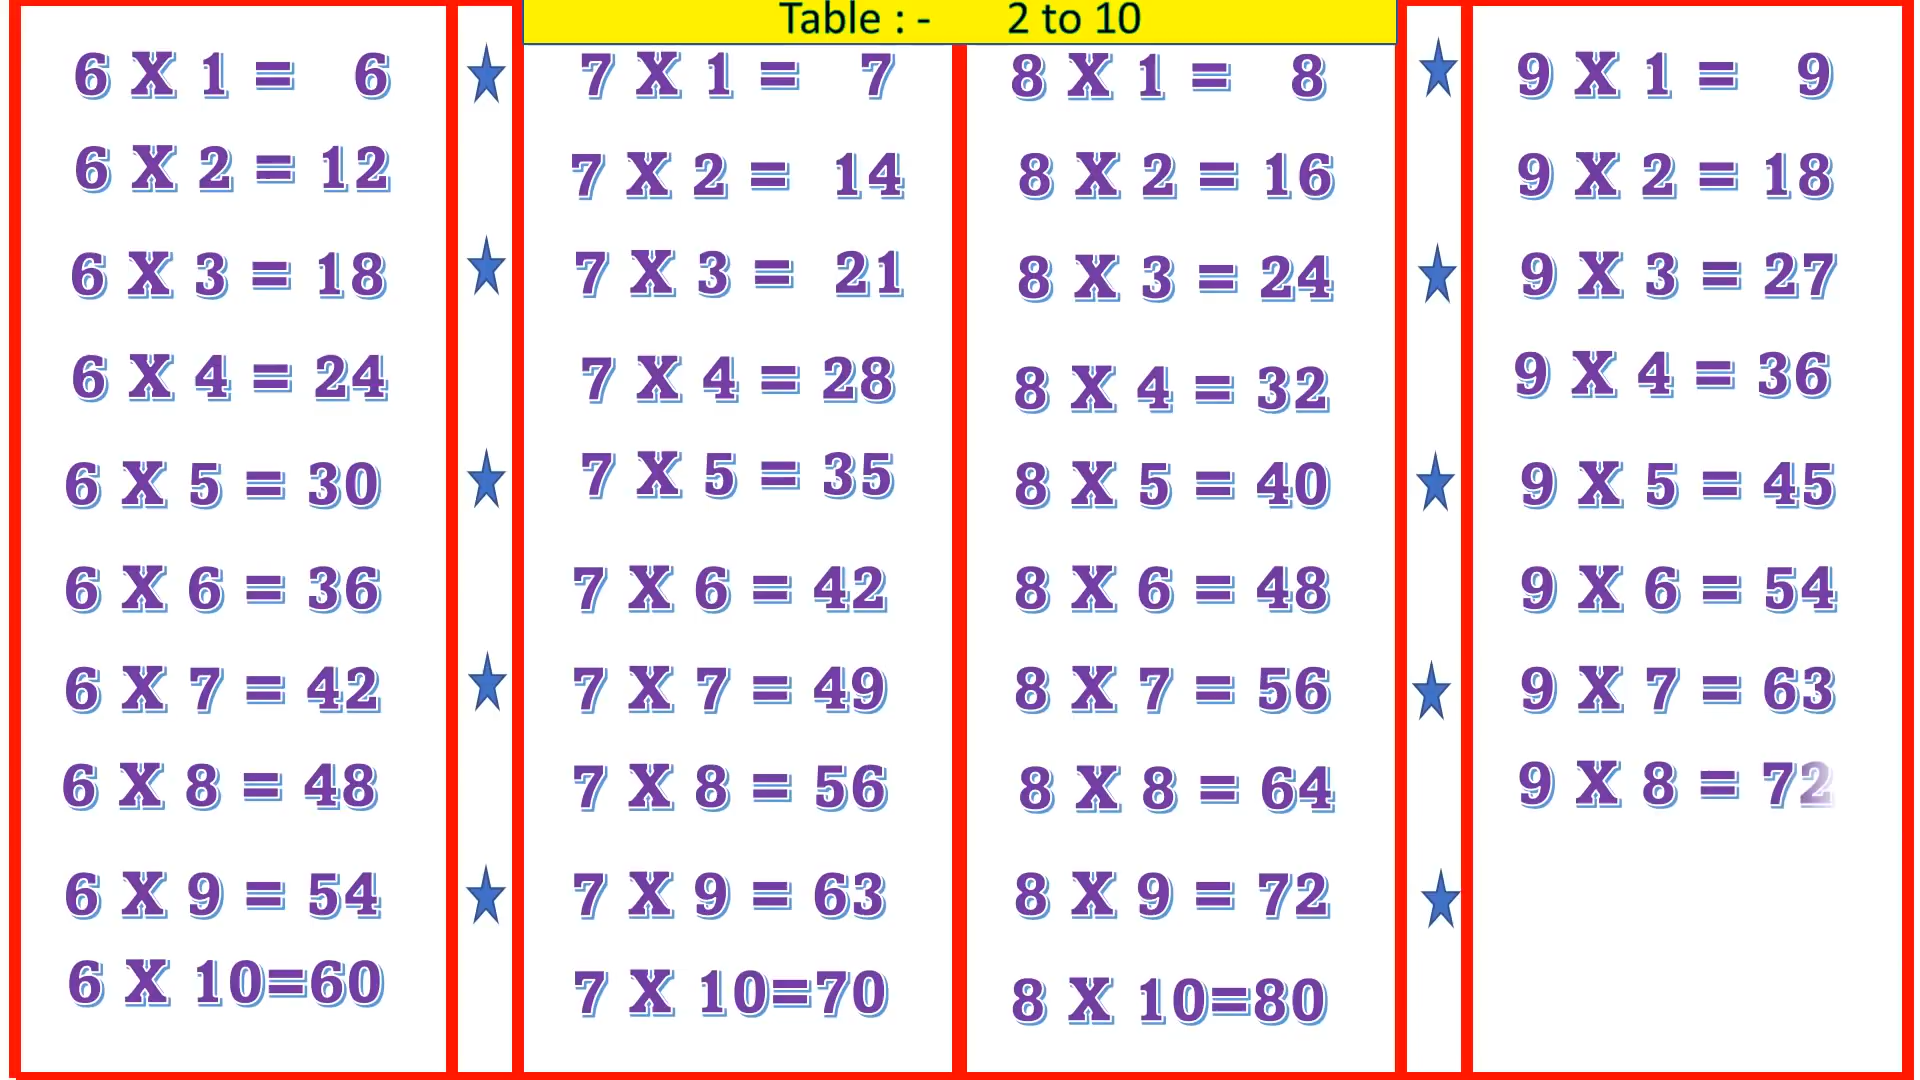 Table : - 2 to 10
6 X 1 = 6
6 X 2 = 12
6 X 3 = 18
6 X 4 = 24
6 X 5 = 30
6 X 6 = 36
6 X 7 = 42
6 X 8 = 48
6 X 9 = 54
6 X 10=60
7 X 1 = 7
7 X 2 = 14
7 X 3 = 21
7 X 4 = 28
7 X 5 = 35
7 X 6 = 42
7 X 7 = 49
7 X 8 = 56
7 X 9 = 63
7 X 10=70
8 X 1 = 8
8 X 2 = 16
8 X 3 = 24
8 X 4 = 32
8 X 5 = 40
8 X 6 = 48
8 X 7 = 56
8 X 8 = 64
8 X 9 = 72
8 X 10=80
9 X 1 = 9
9 X 2 = 18
9 X 3 = 27
9 X 4 = 36
9 X 5 = 45
9 X 6 = 54
9 X 7 = 63
9 X 8 = 72